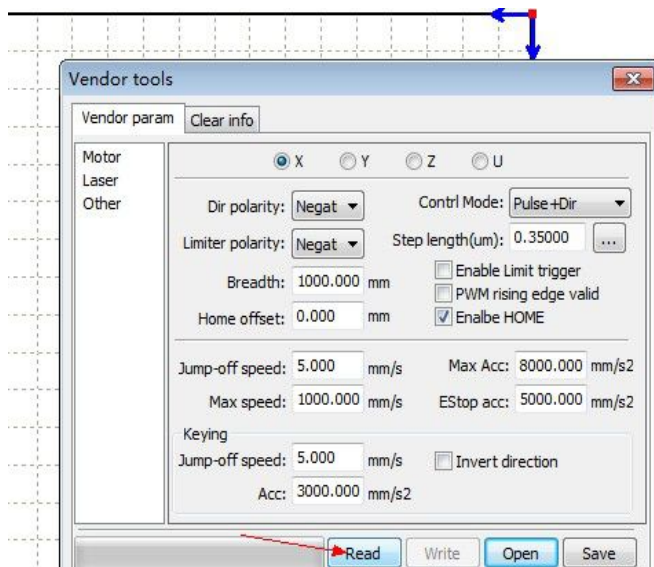 Vendor tools
Vendor param Clear info
Motor
Laser
Other
X Y Z U
Dir polarity: Negat Contrl Mode: Pulse+Dir
Limiter polarity: Negat Step length(um): 0.35000 ...
Breadth: 1000.000 mm Enable Limit trigger
PWM rising edge valid
Home offset: 0.000 mm Enalbe HOME
Jump-off speed: 5.000 mm/s Max Acc: 8000.000 mm/s2
Max speed: 1000.000 mm/s EStop acc: 5000.000 mm/s2
Keying
Jump-off speed: 5.000 mm/s Invert direction
Acc: 3000.000 mm/s2
Read Write Open Save